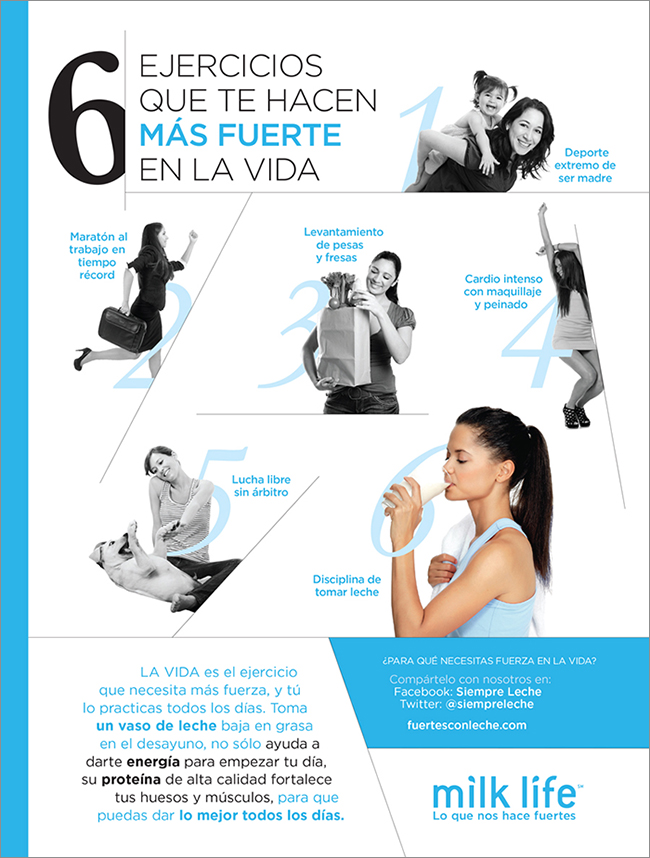 6
EJERCICIOS
QUE TE HACEN
MÁS FUERTE
EN LA VIDA
1
Deporte
extremo de
ser madre
2
Maratón al
trabajo en
tiempo
récord
3
Levantamiento
de pesas
y fresas
4
Cardio intenso
con maquillaje
y peinado
5
Lucha libre
sin árbitro
6
Disciplina de
tomar leche
LA VIDA es el ejercicio
que necesita más fuerza, y tú
lo practicas todos los días. Toma
un vaso de leche baja en grasa
en el desayuno, no sólo ayuda a
darte energía para empezar tu día,
su proteína de alta calidad fortalece
tus huesos y músculos, para que
puedas dar lo mejor todos los días.
¿PARA QUÉ NECESITAS FUERZA EN LA VIDA?
Compártelo con nosotros en:
Facebook: Siempre Leche
Twitter: @siempreleche
fuertesconleche.com
milk life℠
Lo que nos hace fuertes